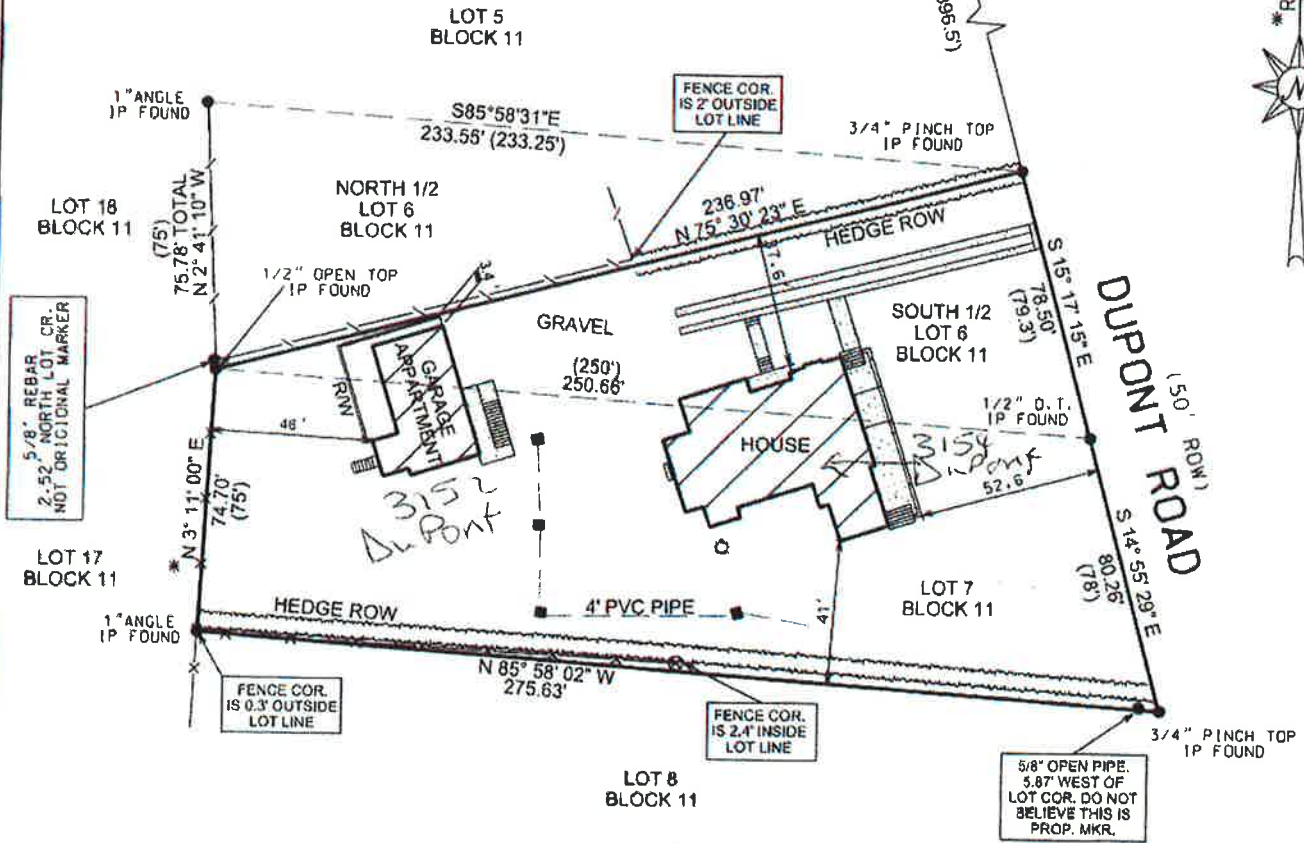 LOT 5
BLOCK 11
396.5')
*R
1" ANGLE
IP FOUND
S85°58'31"E
233.55' (233.25')
FENCE COR.
IS 2' OUTSIDE
LOT LINE
3/4" PINCH TOP
IP FOUND
LOT 18
BLOCK 11
(75')
75.78' TOTAL
N 2° 41' 10" W
NORTH 1/2
LOT 6
BLOCK 11
236.97'
N 75° 30' 23" E
HEDGE ROW
1/2" OPEN TOP
IP FOUND
3.4'
37.6'
S 15° 17' 15" E
78.50'
(79.3')
DUPONT ROAD
(50' ROW)
5/8" REBAR
2.52' NORTH LOT CR.
NOT ORIGIONAL MARKER
GRAVEL
(250')
250.66'
SOUTH 1/2
LOT 6
BLOCK 11
R/W
GARAGE
APPARTMENT
46'
1/2" O.T.
IP FOUND
HOUSE
3154
DuPont
52.6
3152
DuPont
N 3° 11' 00" E
74.70'
(75')
*
LOT 17
BLOCK 11
S 14° 55' 29" E
80.26'
(78')
LOT 7
BLOCK 11
1" ANGLE
IP FOUND
HEDGE ROW
4' PVC PIPE
41'
N 85° 58' 02" W
275.63'
FENCE COR.
IS 0.3' OUTSIDE
LOT LINE
FENCE COR.
IS 2.4' INSIDE
LOT LINE
3/4" PINCH TOP
IP FOUND
LOT 8
BLOCK 11
5/8" OPEN PIPE.
5.87' WEST OF
LOT COR. DO NOT
BELIEVE THIS IS
PROP. MKR.